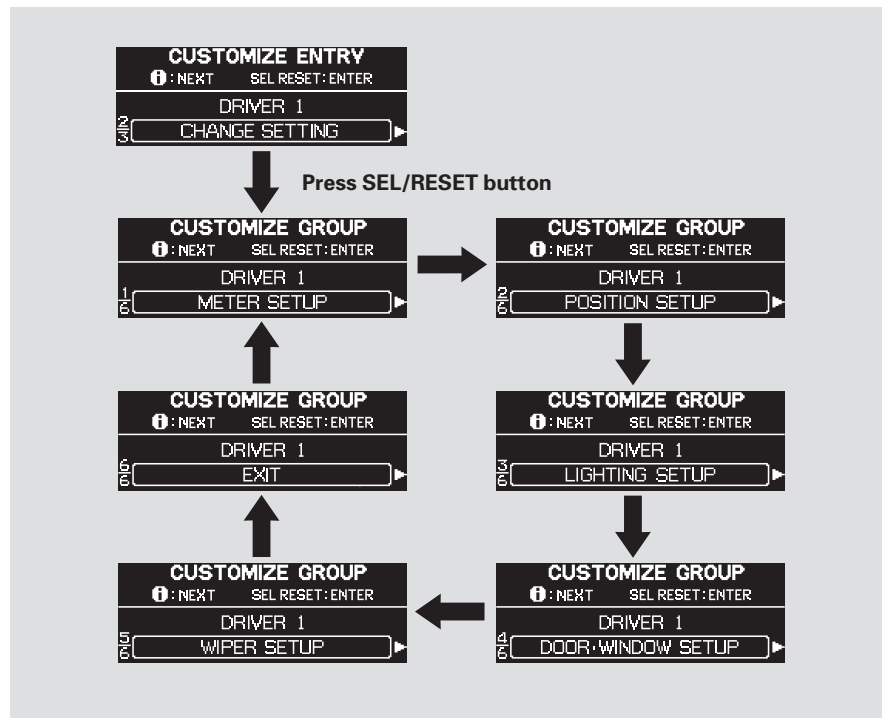 CUSTOMIZE ENTRY
i : NEXT SEL RESET : ENTER
DRIVER 1
2/3 CHANGE SETTING
Press SEL/RESET button
CUSTOMIZE GROUP
i : NEXT SEL RESET : ENTER
DRIVER 1
1/6 METER SETUP
CUSTOMIZE GROUP
i : NEXT SEL RESET : ENTER
DRIVER 1
2/6 POSITION SETUP
CUSTOMIZE GROUP
i : NEXT SEL RESET : ENTER
DRIVER 1
6/6 EXIT
CUSTOMIZE GROUP
i : NEXT SEL RESET : ENTER
DRIVER 1
3/6 LIGHTING SETUP
CUSTOMIZE GROUP
i : NEXT SEL RESET : ENTER
DRIVER 1
5/6 WIPER SETUP
CUSTOMIZE GROUP
i : NEXT SEL RESET : ENTER
DRIVER 1
4/6 DOOR·WINDOW SETUP